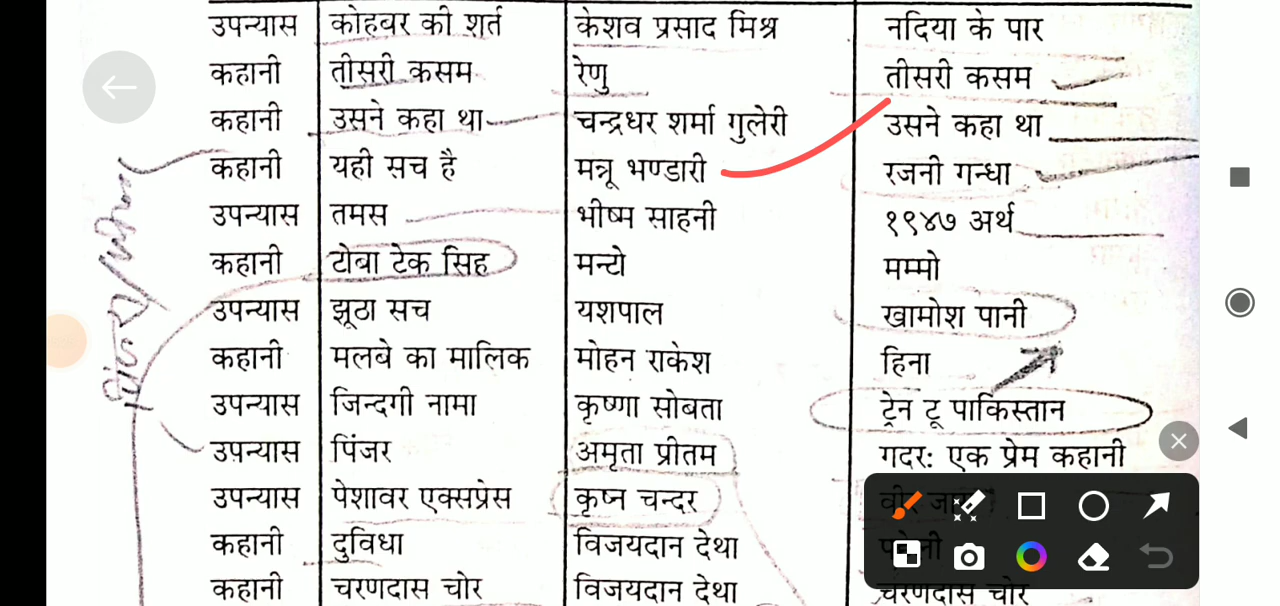 उपन्यास कोहबर की शर्त केशव प्रसाद मिश्र नदिया के पार
कहानी तीसरी कसम रेणु तीसरी कसम
कहानी उसने कहा था चन्द्रधर शर्मा गुलेरी उसने कहा था
कहानी यही सच है मन्नू भण्डारी रजनी गन्धा
उपन्यास तमस भीष्म साहनी १९४७ अर्थ
कहानी टोबा टेक सिह मन्टो मम्मो
उपन्यास झूठा सच यशपाल खामोश पानी
कहानी मलबे का मालिक मोहन राकेश हिना
उपन्यास जिन्दगी नामा कृष्णा सोबता ट्रेन टू पाकिस्तान
उपन्यास पिंजर अमृता प्रीतम गदरः एक प्रेम कहानी
उपन्यास पेशावर एक्सप्रेस कृष्न चन्दर वीर
कहानी दुविधा विजयदान देथा
कहानी चरणदास चोर विजयदान देथा चरणदास चोर